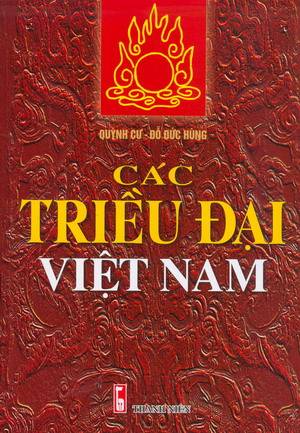 QUỲNH CƯ - ĐỖ ĐỨC HÙNG
CÁC
TRIỀU ĐẠI
VIỆT NAM
THANH NIÊN